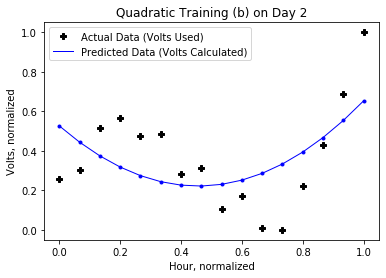 Quadratic Training (b) on Day 2
Actual Data (Volts Used)
Predicted Data (Volts Calculated)
Volts, normalized
1.0
0.8
0.6
0.4
0.2
0.0
0.0 0.2 0.4 0.6 0.8 1.0
Hour, normalized